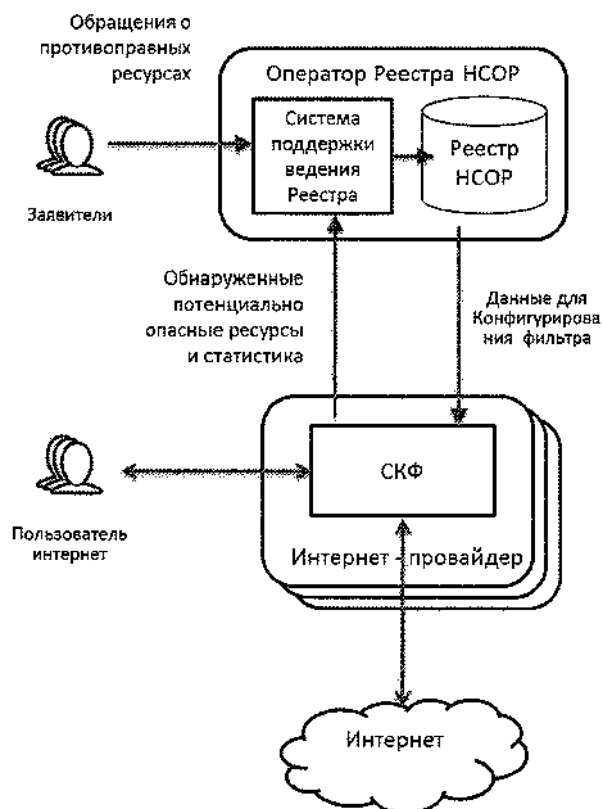 Обращения о
противоправных
ресурсах
Оператор Реестра НСОР
Система
поддержки
ведения
Реестра
Реестр
НСОР
Заявители
Обнаруженные
потенциально
опасные ресурсы
и статистика
Данные для
Конфигурирова
ния фильтра
СКФ
Пользователь
интернет
Интернет - провайдер
Интернет